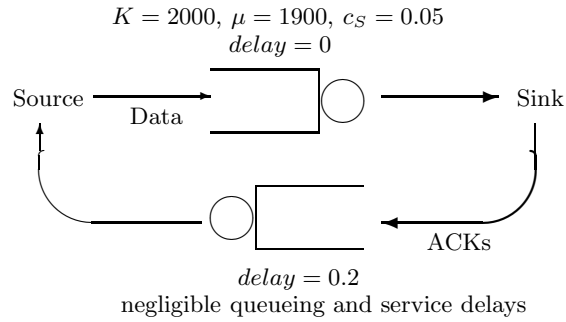 K = 2000, μ = 1900, c_S = 0.05
delay = 0
Source
Data
Sink
ACKs
delay = 0.2
negligible queueing and service delays